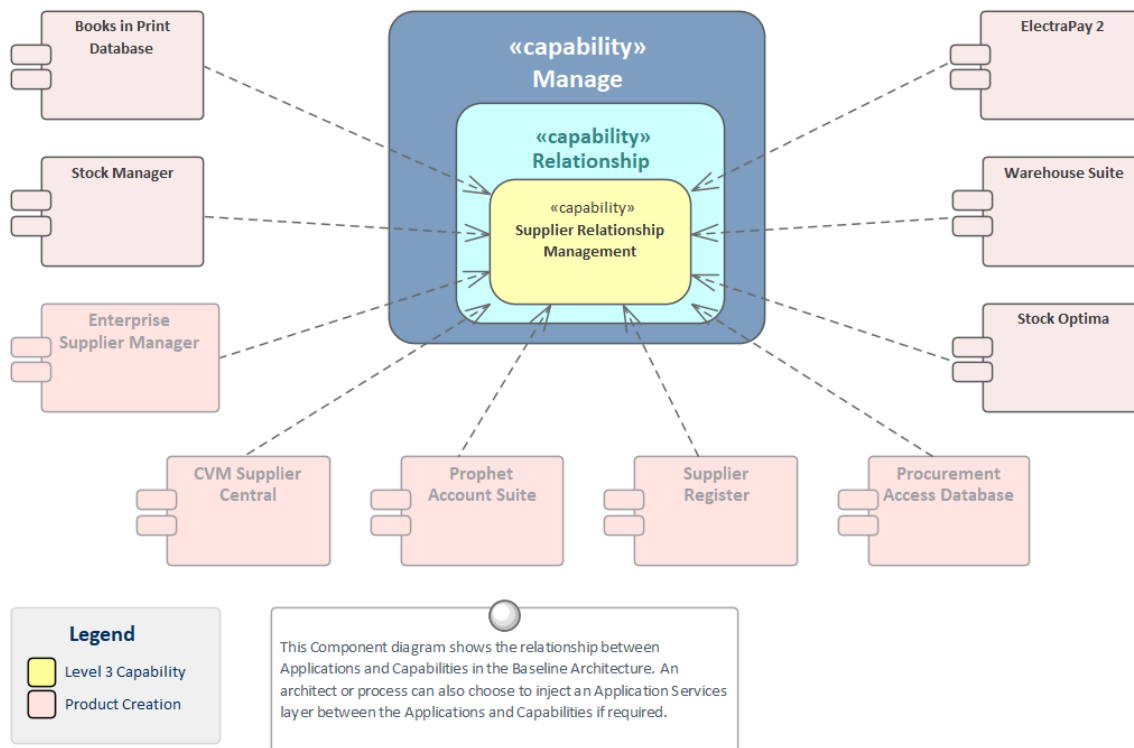 Books in Print
Database
«capability»
Manage
ElectraPay 2
«capability»
Relationship
Stock Manager
Warehouse Suite
«capability»
Supplier Relationship
Management
Enterprise
Supplier Manager
Stock Optima
CVM Supplier
Central
Prophet
Account Suite
Supplier
Register
Procurement
Access Database
Legend
Level 3 Capability
Product Creation
This Component diagram shows the relationship between
Applications and Capabilities in the Baseline Architecture. An
architect or process can also choose to inject an Application Services
layer between the Applications and Capabilities if required.